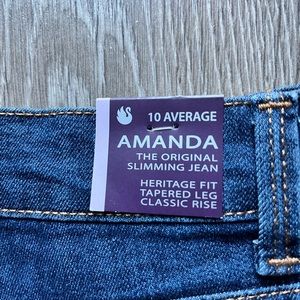 10 AVERAGE
AMANDA
THE ORIGINAL
SLIMMING JEAN
HERITAGE FIT
TAPERED LEG
CLASSIC RISE